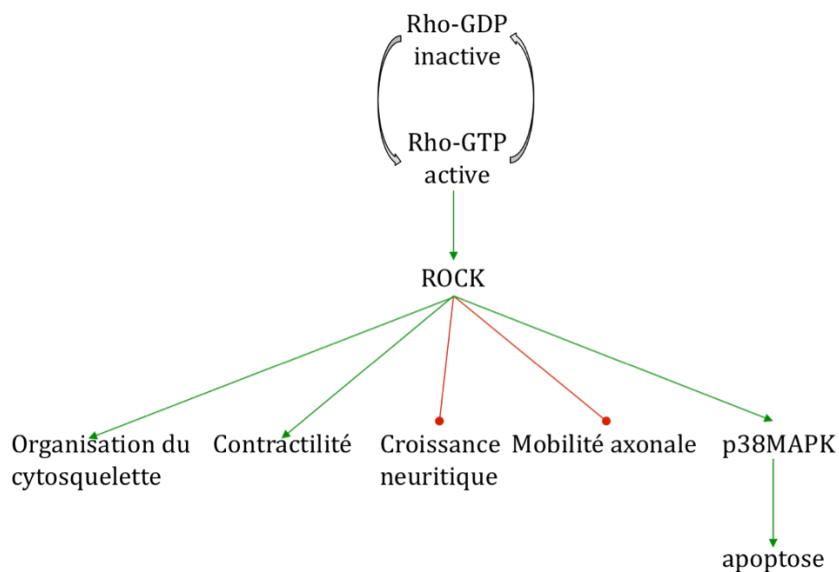 Rho-GDP
inactive
Rho-GTP
active
ROCK
Organisation du
cytosquelette
Contractilité
Croissance
neuritique
Mobilité axonale
p38MAPK
apoptose